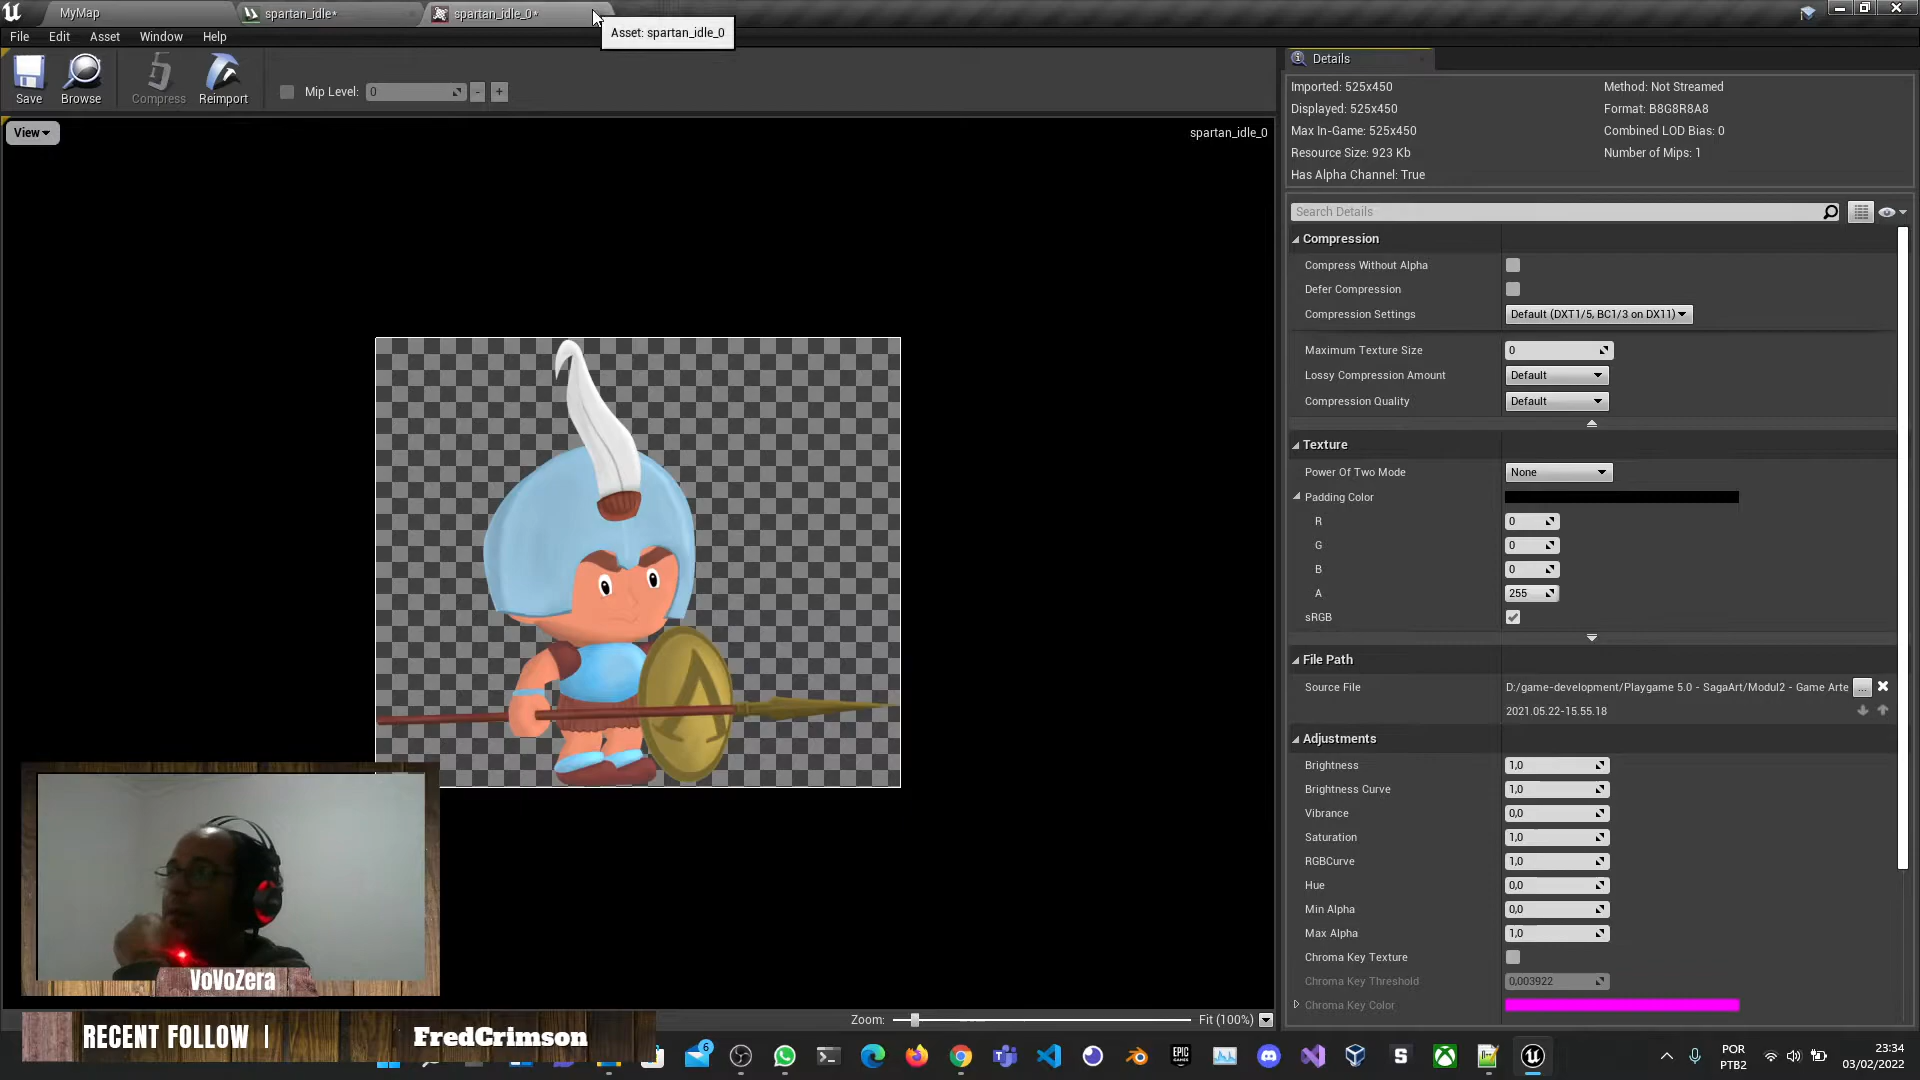 MyMap
spartan_idle*
spartan_idle_0*
Asset: spartan_idle_0
File
Edit
Asset
Window
Help
Save
Browse
Compress
Reimport
Mip Level:
0
-
+
View
spartan_idle_0
Details
Imported: 525x450
Method: Not Streamed
Displayed: 525x450
Format: B8G8R8A8
Max In-Game: 525x450
Combined LOD Bias: 0
Resource Size: 923 Kb
Number of Mips: 1
Has Alpha Channel: True
Search Details
Compression
Compress Without Alpha
Defer Compression
Compression Settings
Default (DXT1/5, BC1/3 on DX11)
Maximum Texture Size
0
Lossy Compression Amount
Default
Compression Quality
Default
Texture
Power Of Two Mode
None
Padding Color
R
0
G
0
B
0
A
255
sRGB
File Path
Source File
D:/game-development/Playgame 5.0 - SagaArt/Modul2 - Game Arte
...
2021.05.22-15.55.18
Adjustments
Brightness
1,0
Brightness Curve
1,0
Vibrance
0,0
Saturation
1,0
RGBCurve
1,0
Hue
0,0
Min Alpha
0,0
Max Alpha
1,0
Chroma Key Texture
Chroma Key Threshold
0,003922
Chroma Key Color
Zoom:
Fit (100%)
VoVoZera
RECENT FOLLOW |
FredCrimson
6
EPIC
GAMES
S
POR
PTB2
23:34
03/02/2022